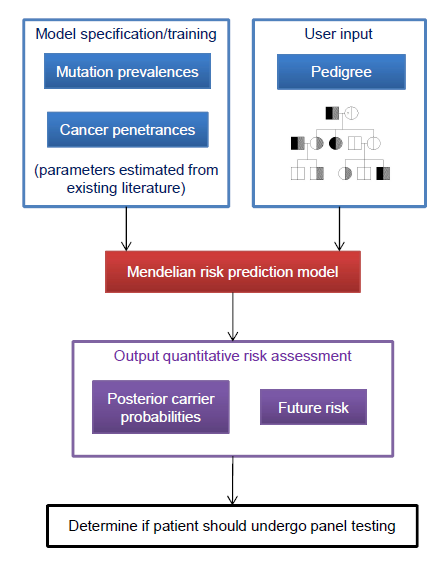 Model specification/training
Mutation prevalences
Cancer penetrances
(parameters estimated from
existing literature)
User input
Pedigree
Mendelian risk prediction model
Output quantitative risk assessment
Posterior carrier
probabilities
Future risk
Determine if patient should undergo panel testing